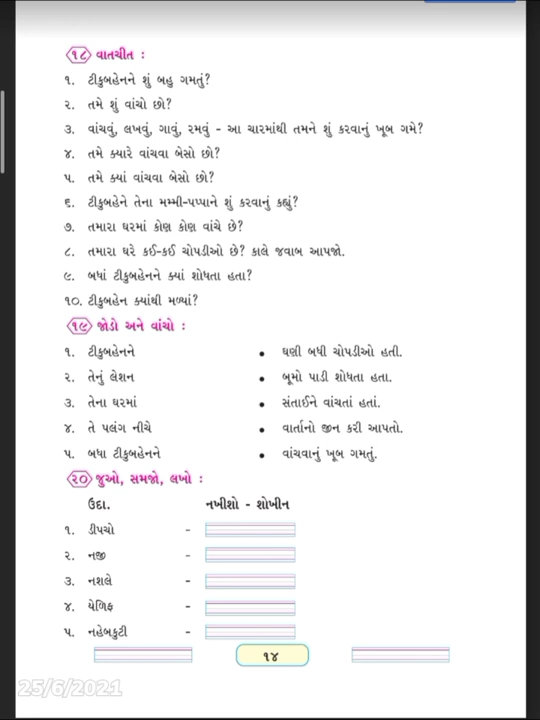 ૧૮ વાતચીત :
૧. ટીકુબહેનને શું બહુ ગમતું?
૨. તમે શું વાંચો છો?
૩. વાંચવું, લખવું, ગાવું, રમવું - આ ચારમાંથી તમને શું કરવાનું ખૂબ ગમે?
૪. તમે ક્યારે વાંચવા બેસો છો?
૫. તમે ક્યાં વાંચવા બેસો છો?
૬. ટીકુબહેને તેના મમ્મી-પપ્પાને શું કરવાનું કહ્યું?
૭. તમારા ઘરમાં કોણ કોણ વાંચે છે?
૮. તમારા ઘરે કઈ-કઈ ચોપડીઓ છે? કાલે જવાબ આપજો.
૯. બધાં ટીકુબહેનને ક્યાં શોધતા હતા?
૧૦. ટીકુબહેન ક્યાંથી મળ્યાં?
૧૯ જોડો અને વાંચો :
૧. ટીકુબહેનને • ઘણી બધી ચોપડીઓ હતી.
૨. તેનું લેશન • બૂમો પાડી શોધતા હતા.
૩. તેના ઘરમાં • સંતાઈને વાંચતાં હતાં.
૪. તે પલંગ નીચે • વાર્તાનો જીન કરી આપતો.
૫. બધા ટીકુબહેનને • વાંચવાનું ખૂબ ગમતું.
૨૦ જુઓ, સમજો, લખો :
ઉદા. નખીશો - શોખીન
૧. ડીપચો -
૨. નજી -
૩. નશલે -
૪. યેળિફ -
૫. નહેબકુટી -
૧૪
25/6/2021